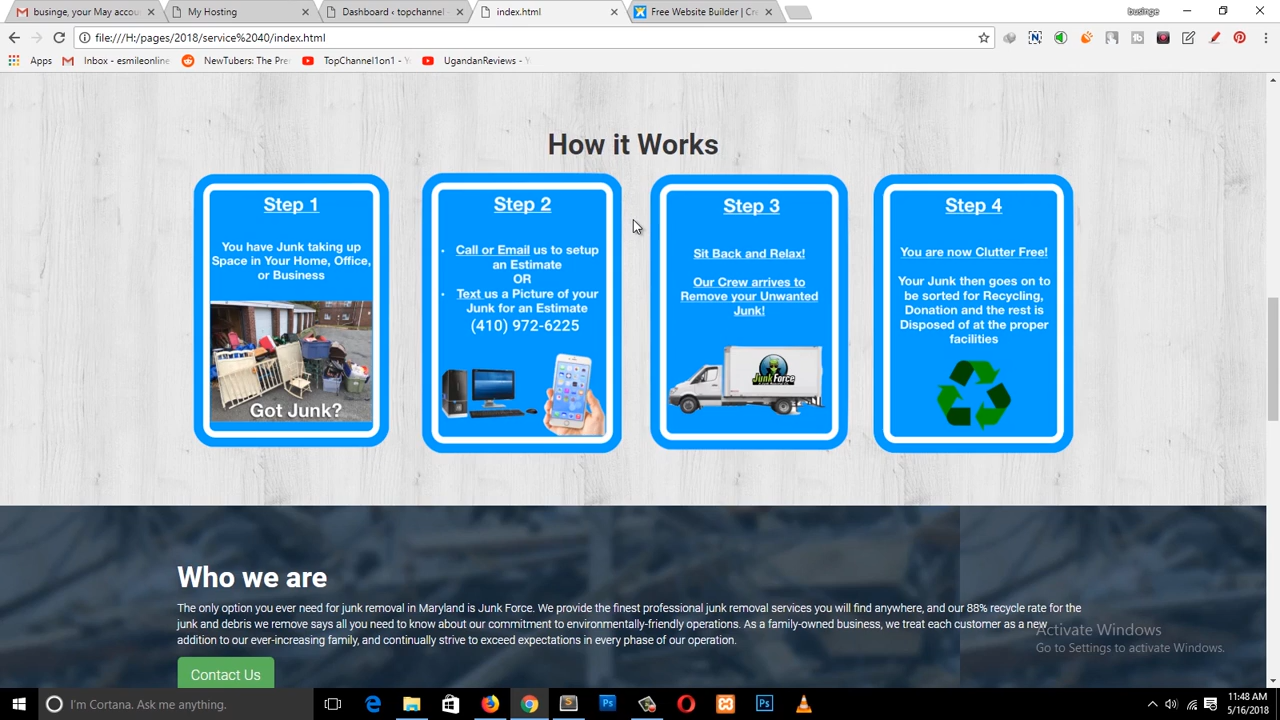 businge, your May accou
My Hosting
Dashboard ‹ topchannel -
index.html
Free Website Builder | Cr
businge
file:///H:/pages/2018/service%2040/index.html
Apps
Inbox - esmileonline
NewTubers: The Pre
TopChannel1on1 - Y
UgandanReviews - Y
How it Works
Step 1
You have Junk taking up
Space in Your Home, Office,
or Business
Got Junk?
Step 2
• Call or Email us to setup
an Estimate
OR
• Text us a Picture of your
Junk for an Estimate
(410) 972-6225
Step 3
Sit Back and Relax!
Our Crew arrives to
Remove your Unwanted
Junk!
Junk Force
Step 4
You are now Clutter Free!
Your Junk then goes on to
be sorted for Recycling,
Donation and the rest is
Disposed of at the proper
facilities
Who we are
The only option you ever need for junk removal in Maryland is Junk Force. We provide the finest professional junk removal services you will find anywhere, and our 88% recycle rate for the
junk and debris we remove says all you need to know about our commitment to environmentally-friendly operations. As a family-owned business, we treat each customer as a new
addition to our ever-increasing family, and continually strive to exceed expectations in every phase of our operation.
Contact Us
Activate Windows
Go to Settings to activate Windows.
I'm Cortana. Ask me anything.
11:48 AM
5/16/2018